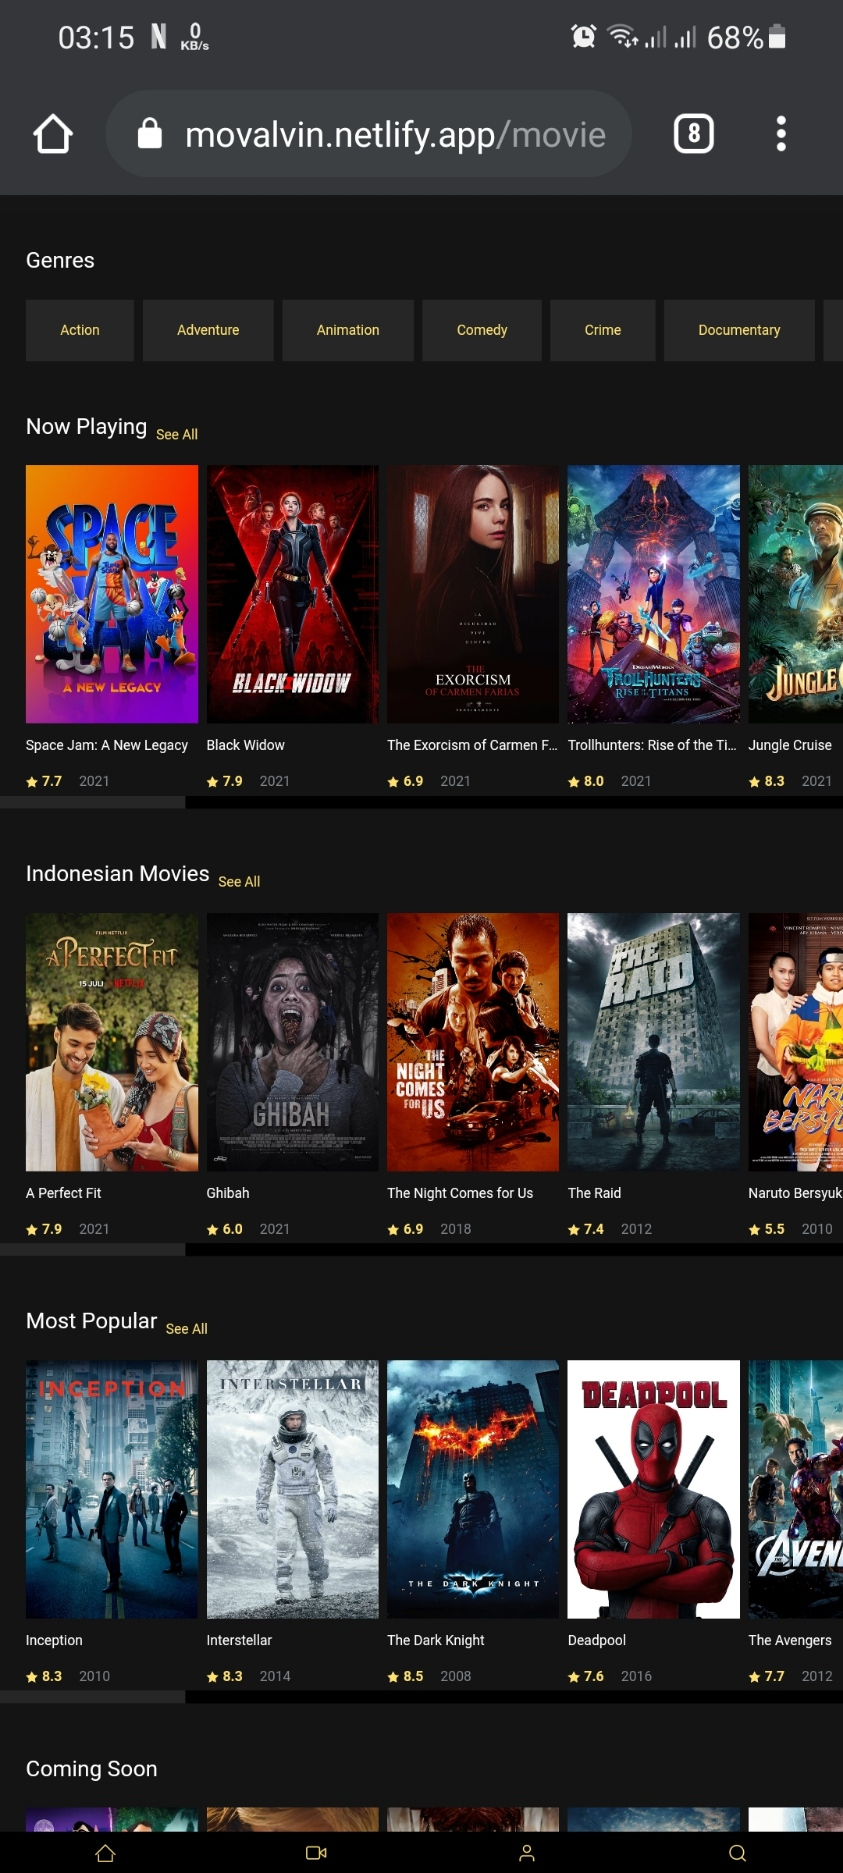 03:15 N 0 KB/s 68%
movalvin.netlify.app/movie 8
Genres
Action Adventure Animation Comedy Crime Documentary
Now Playing See All
SPACE JAM
A NEW LEGACY
BLACK WIDOW
THE EXORCISM
OF CARMEN FARIAS
DREAMWORKS
TROLLHUNTERS
RISE OF THE TITANS
JUNGLE
Space Jam: A New Legacy Black Widow The Exorcism of Carmen F... Trollhunters: Rise of the Ti... Jungle Cruise
7.7 2021 7.9 2021 6.9 2021 8.0 2021 8.3 2021
Indonesian Movies See All
FILM NETFLIX
A PERFECT FIT
15 JULI NETFLIX
GHIBAH
THE
NIGHT
COMES
FOR US
THE
RAID
NARU
BERSYU
A Perfect Fit Ghibah The Night Comes for Us The Raid Naruto Bersyuk
7.9 2021 6.0 2021 6.9 2018 7.4 2012 5.5 2010
Most Popular See All
INCEPTION
INTERSTELLAR
THE DARK KNIGHT
DEADPOOL
AVEN
Inception Interstellar The Dark Knight Deadpool The Avengers
8.3 2010 8.3 2014 8.5 2008 7.6 2016 7.7 2012
Coming Soon